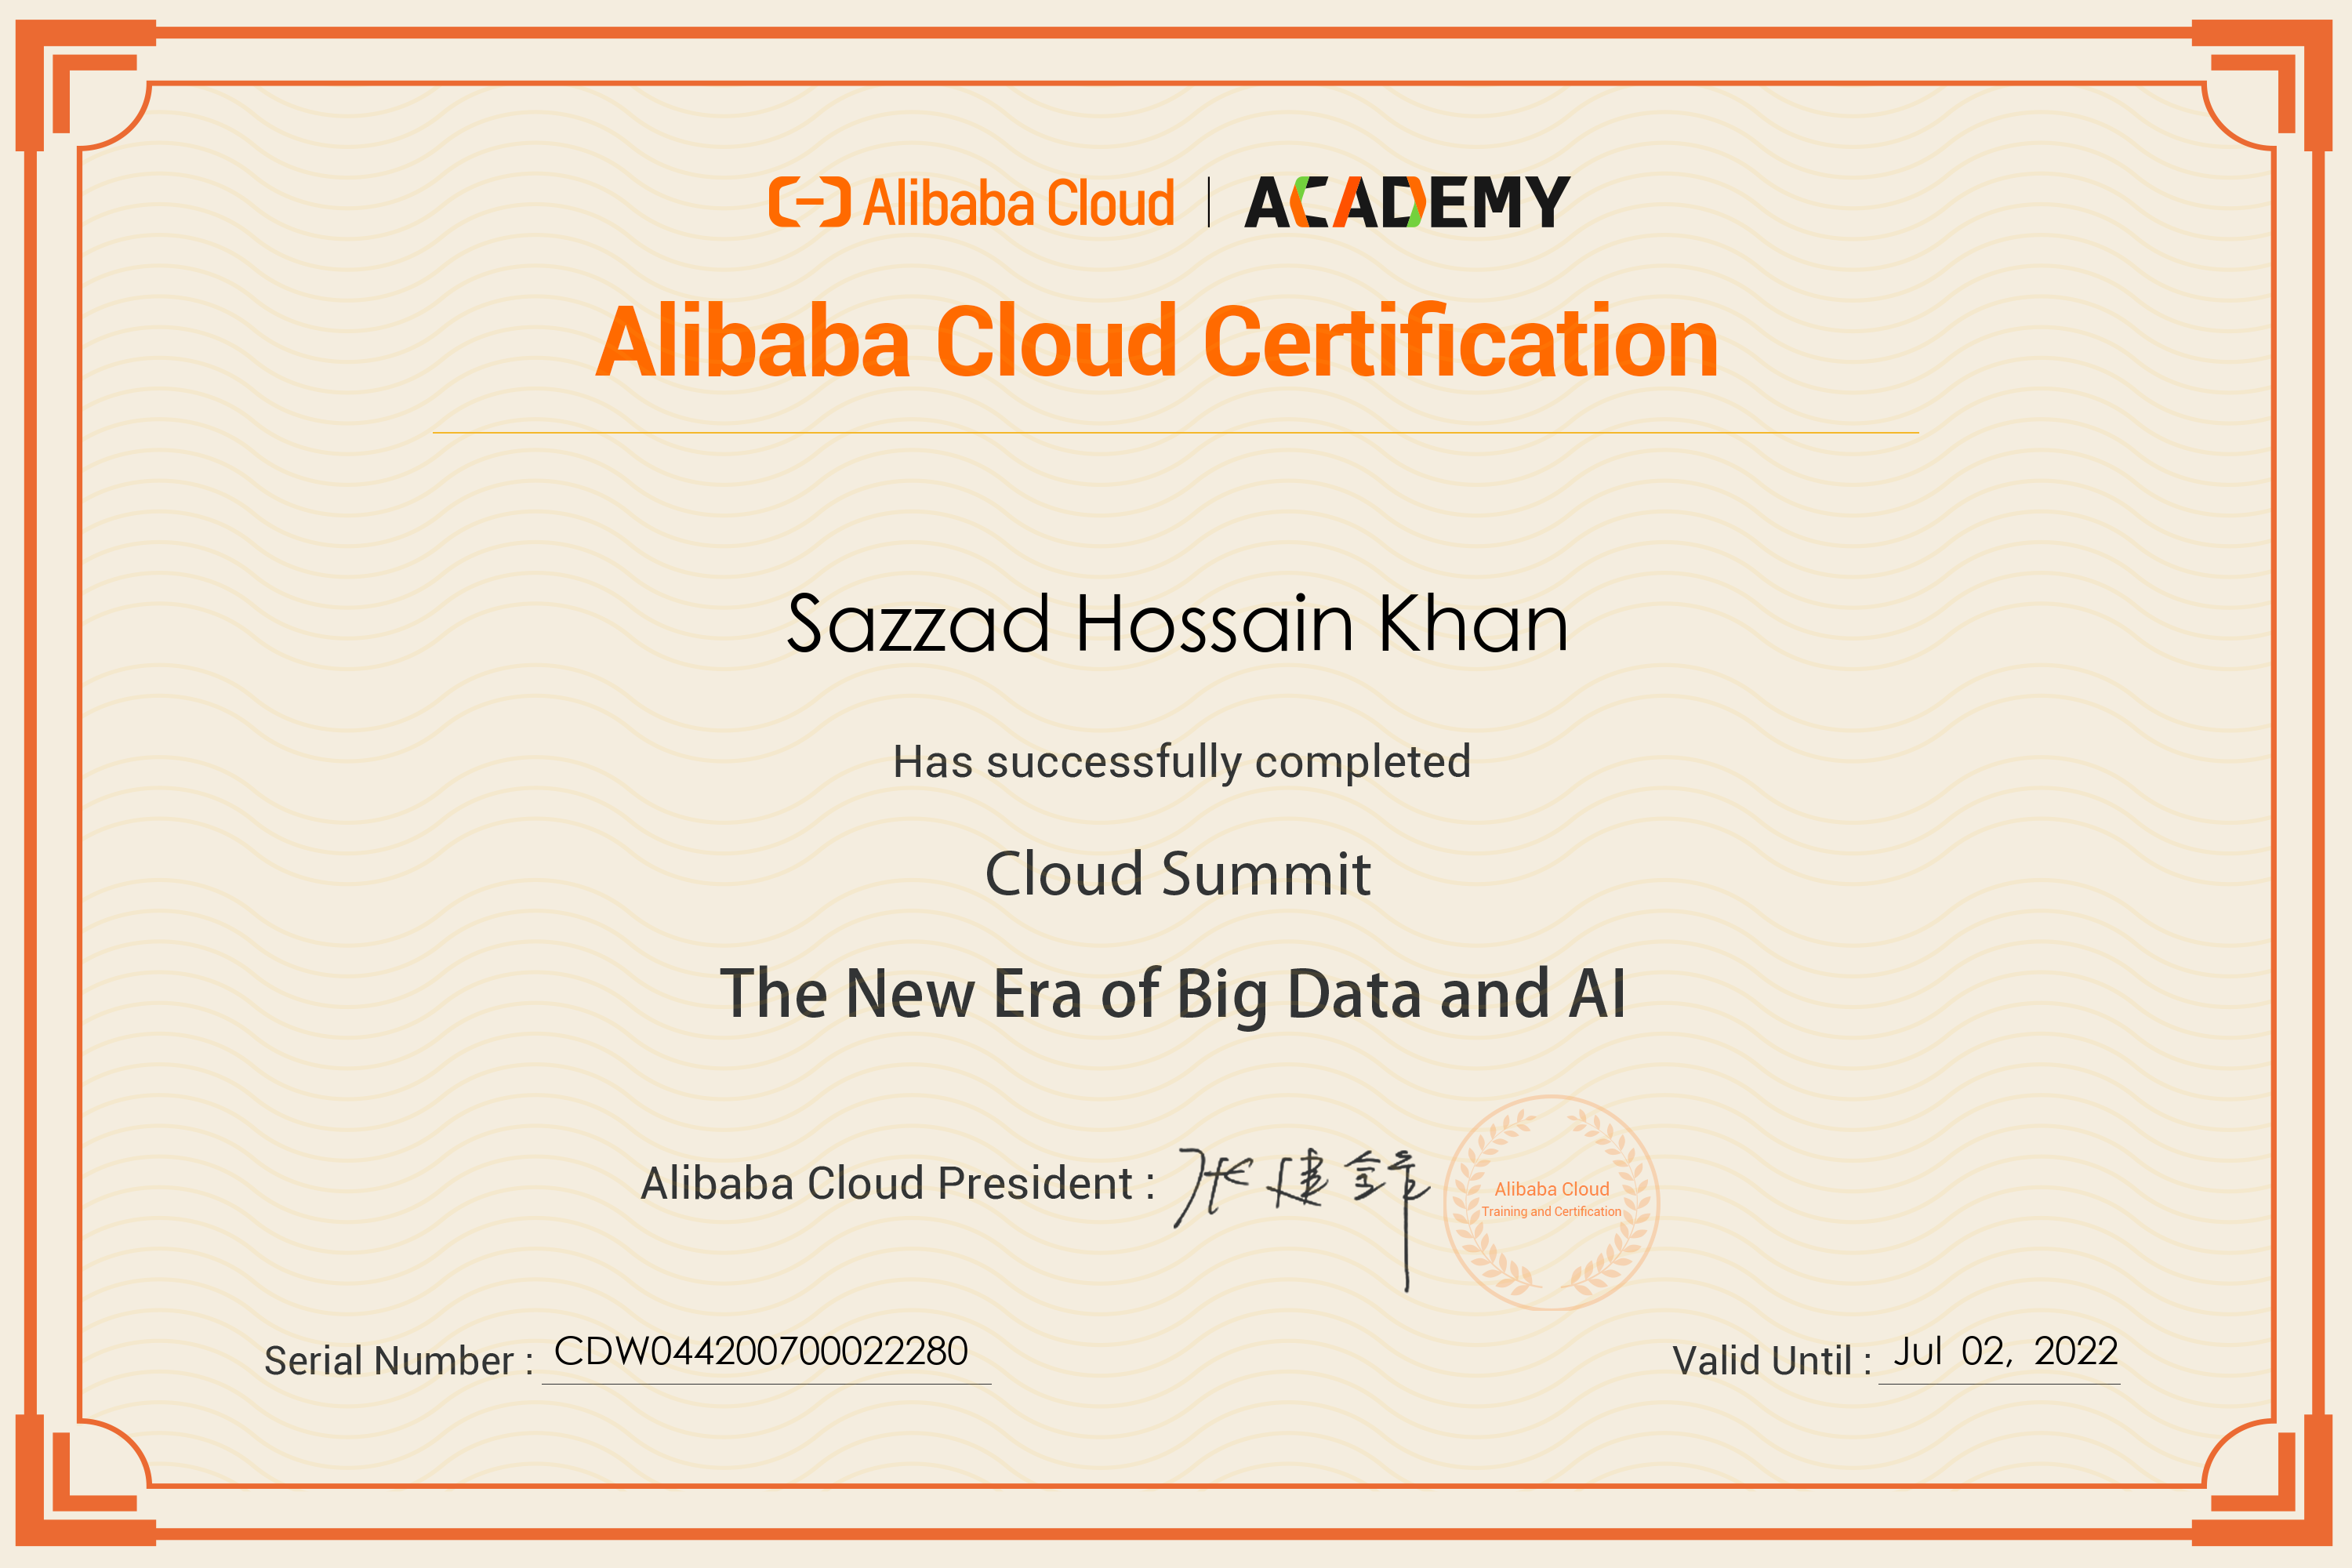 Alibaba Cloud | ACADEMY
Alibaba Cloud Certification
Sazzad Hossain Khan
Has successfully completed
Cloud Summit
The New Era of Big Data and AI
Alibaba Cloud President : 张建锋
Alibaba Cloud
Training and Certification
Serial Number : CDW044200700022280
Valid Until : Jul 02, 2022